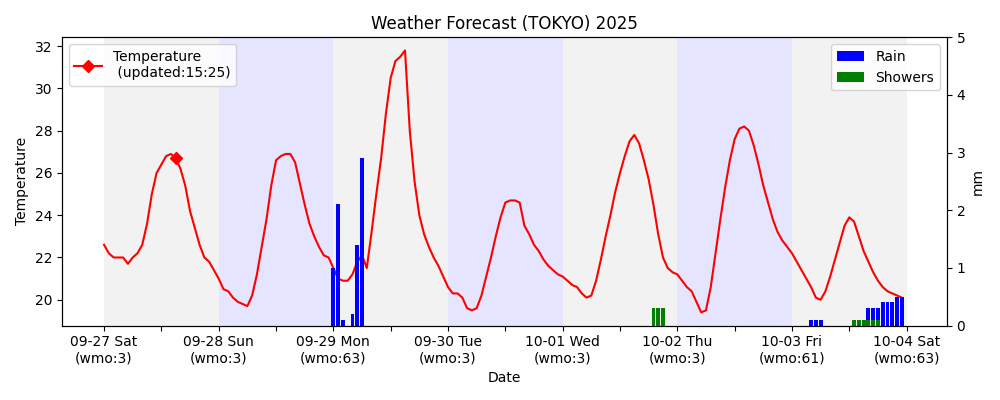 Weather Forecast (TOKYO) 2025
Temperature
(updated:15:25)
Rain
Showers
32
30
28
26
24
22
20
Temperature
5
4
3
2
1
0
mm
09-27 Sat
(wmo:3)
09-28 Sun
(wmo:3)
09-29 Mon
(wmo:63)
09-30 Tue
(wmo:3)
10-01 Wed
(wmo:3)
10-02 Thu
(wmo:3)
10-03 Fri
(wmo:61)
10-04 Sat
(wmo:63)
Date